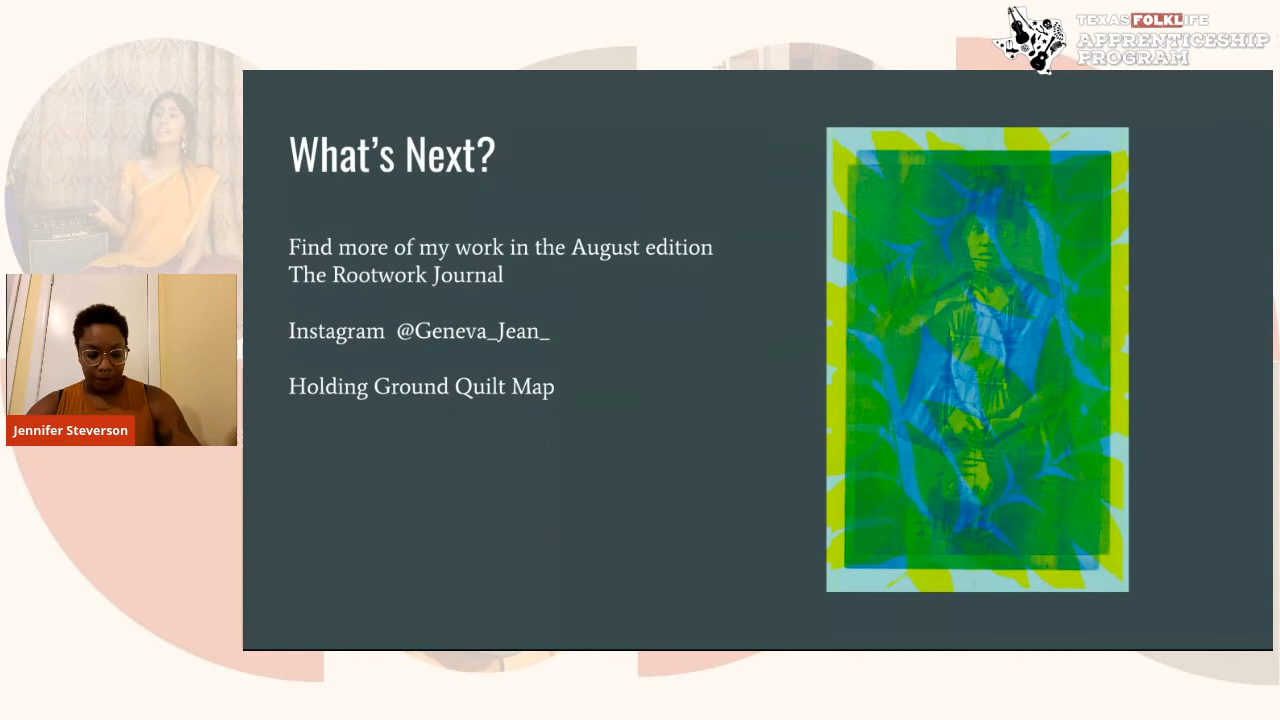 TEXAS FOLKLIFE
APPRENTICESHIP
PROGRAM
What's Next?
Find more of my work in the August edition
The Rootwork Journal
Instagram @Geneva_Jean_
Holding Ground Quilt Map
Jennifer Steverson